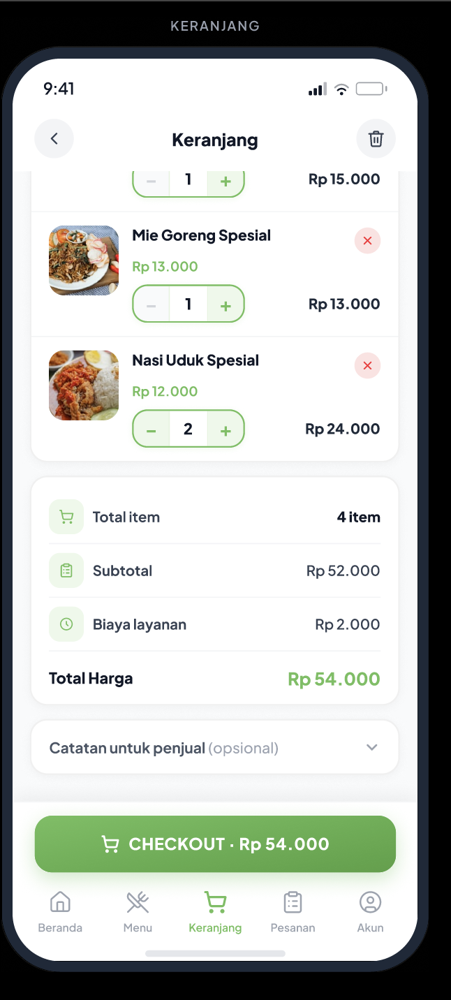 KERANJANG
9:41
Keranjang
− 1 + Rp 15.000
Mie Goreng Spesial
Rp 13.000
− 1 + Rp 13.000
Nasi Uduk Spesial
Rp 12.000
− 2 + Rp 24.000
Total item 4 item
Subtotal Rp 52.000
Biaya layanan Rp 2.000
Total Harga Rp 54.000
Catatan untuk penjual (opsional)
CHECKOUT · Rp 54.000
Beranda Menu Keranjang Pesanan Akun